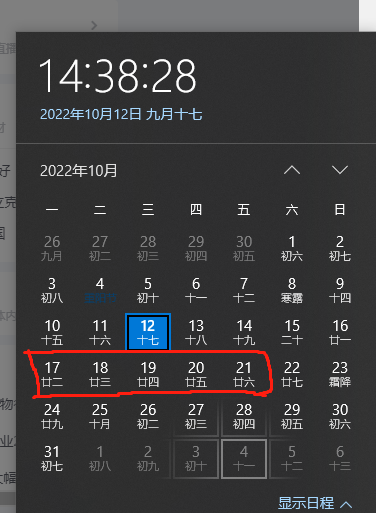 直播
14:38:28
2022年10月12日 九月十七
2022年10月
一 二 三 四 五 六 日
26 27 28 29 30 1 2
九月 初二 初三 初四 初五 初六 初七
3 4 5 6 7 8 9
初八 初十 十一 十二 寒露 十四
10 11 12 13 14 15 16
十五 十六 十七 十八 十九 二十 廿一
17 18 19 20 21 22 23
廿二 廿三 廿四 廿五 廿六 廿七 霜降
24 25 26 27 28 29 30
廿九 十月 初二 初三 初四 初五 初六
31 1 2 3 4 5 6
初七 初八 初九 初十 十一 十二 十三
显示日程